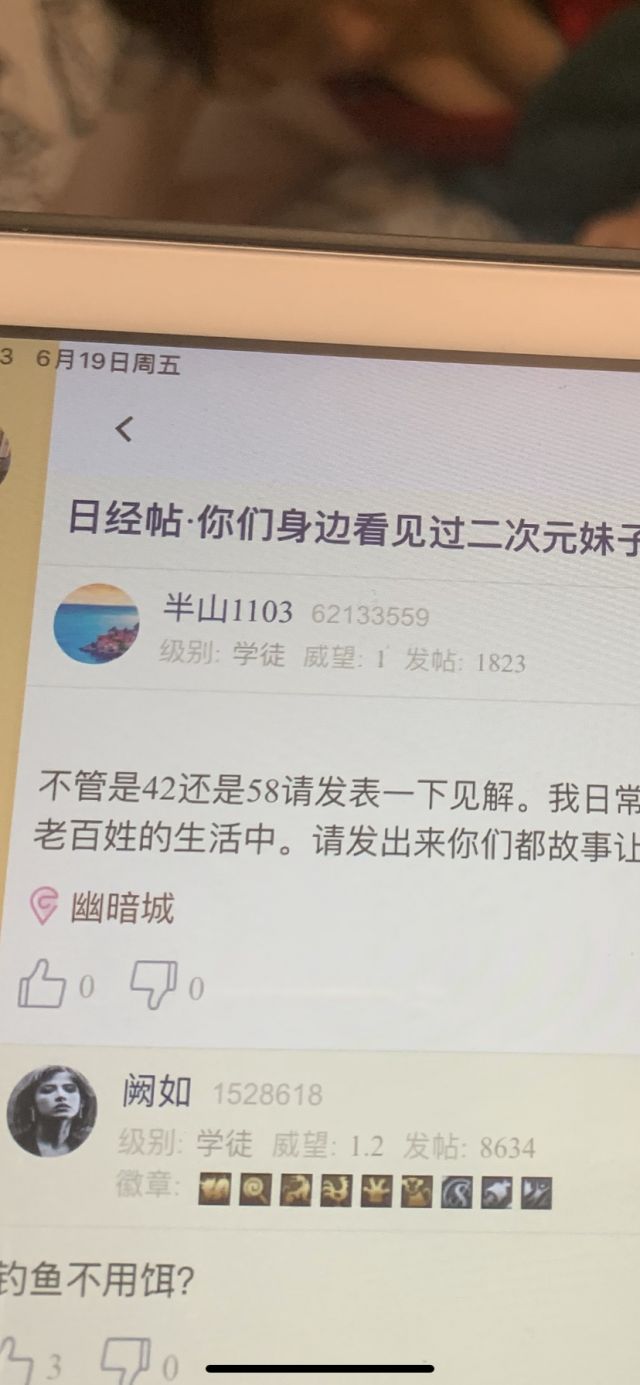 3 6月19日周五
日经帖·你们身边看见过二次元妹子
半山1103 62133559
级别: 学徒 威望: 1 发帖: 1823
不管是42还是58请发表一下见解。我日常
老百姓的生活中。请发出来你们都故事让
幽暗城
0 0
阙如 1528618
级别: 学徒 威望: 1.2 发帖: 8634
徽章:
钓鱼不用饵?
3 0